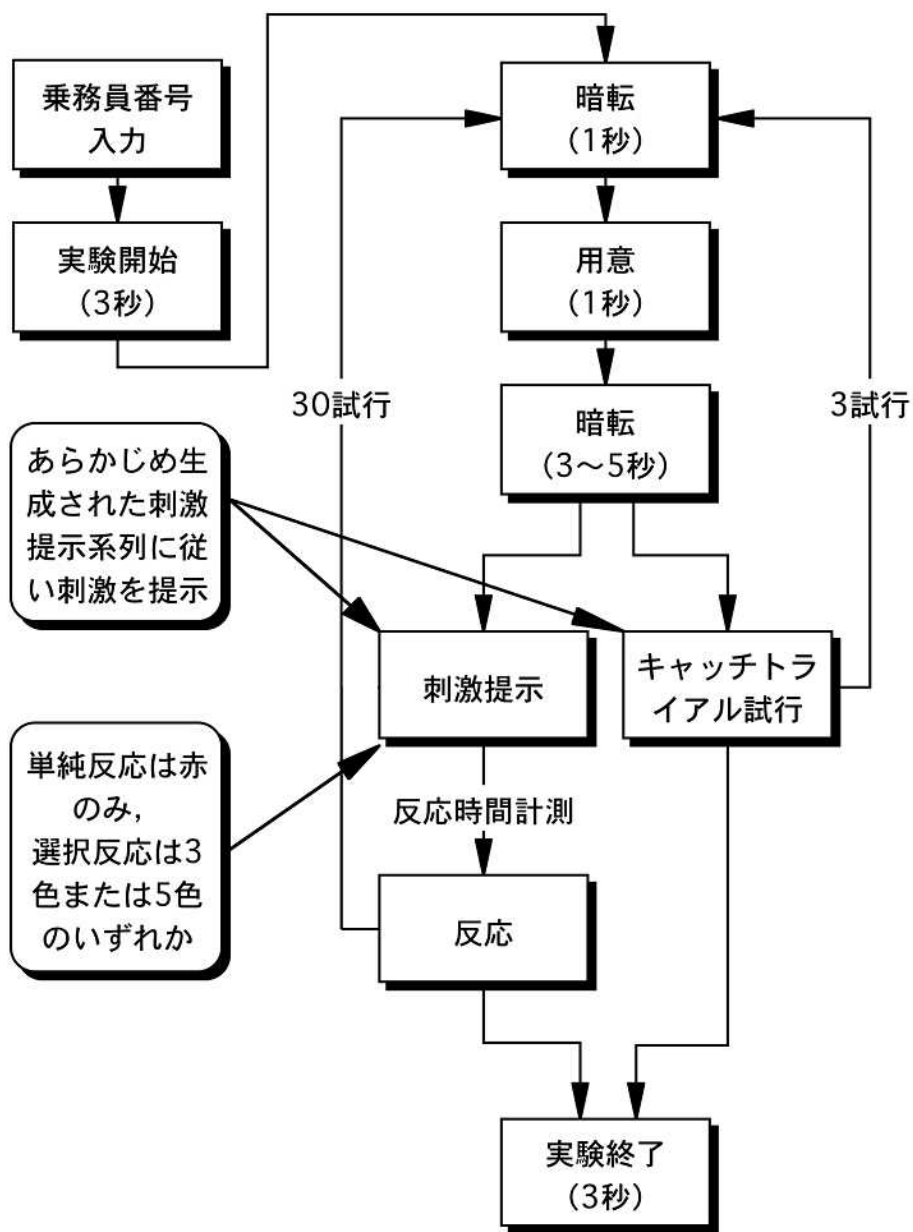 乗務員番号
入力
実験開始
（3秒）
暗転
（1秒）
用意
（1秒）
暗転
（3〜5秒）
30試行
3試行
あらかじめ生
成された刺激
提示系列に従
い刺激を提示
刺激提示
キャッチトラ
イアル試行
単純反応は赤
のみ，
選択反応は3
色または5色
のいずれか
反応時間計測
反応
実験終了
（3秒）